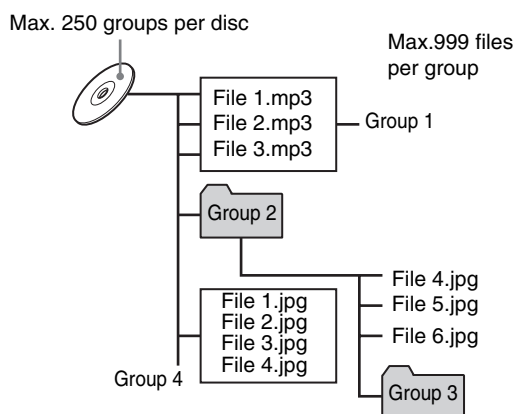 Max. 250 groups per disc
Max.999 files
per group
File 1.mp3
File 2.mp3
File 3.mp3
Group 1
Group 2
File 4.jpg
File 5.jpg
File 6.jpg
Group 3
File 1.jpg
File 2.jpg
File 3.jpg
File 4.jpg
Group 4